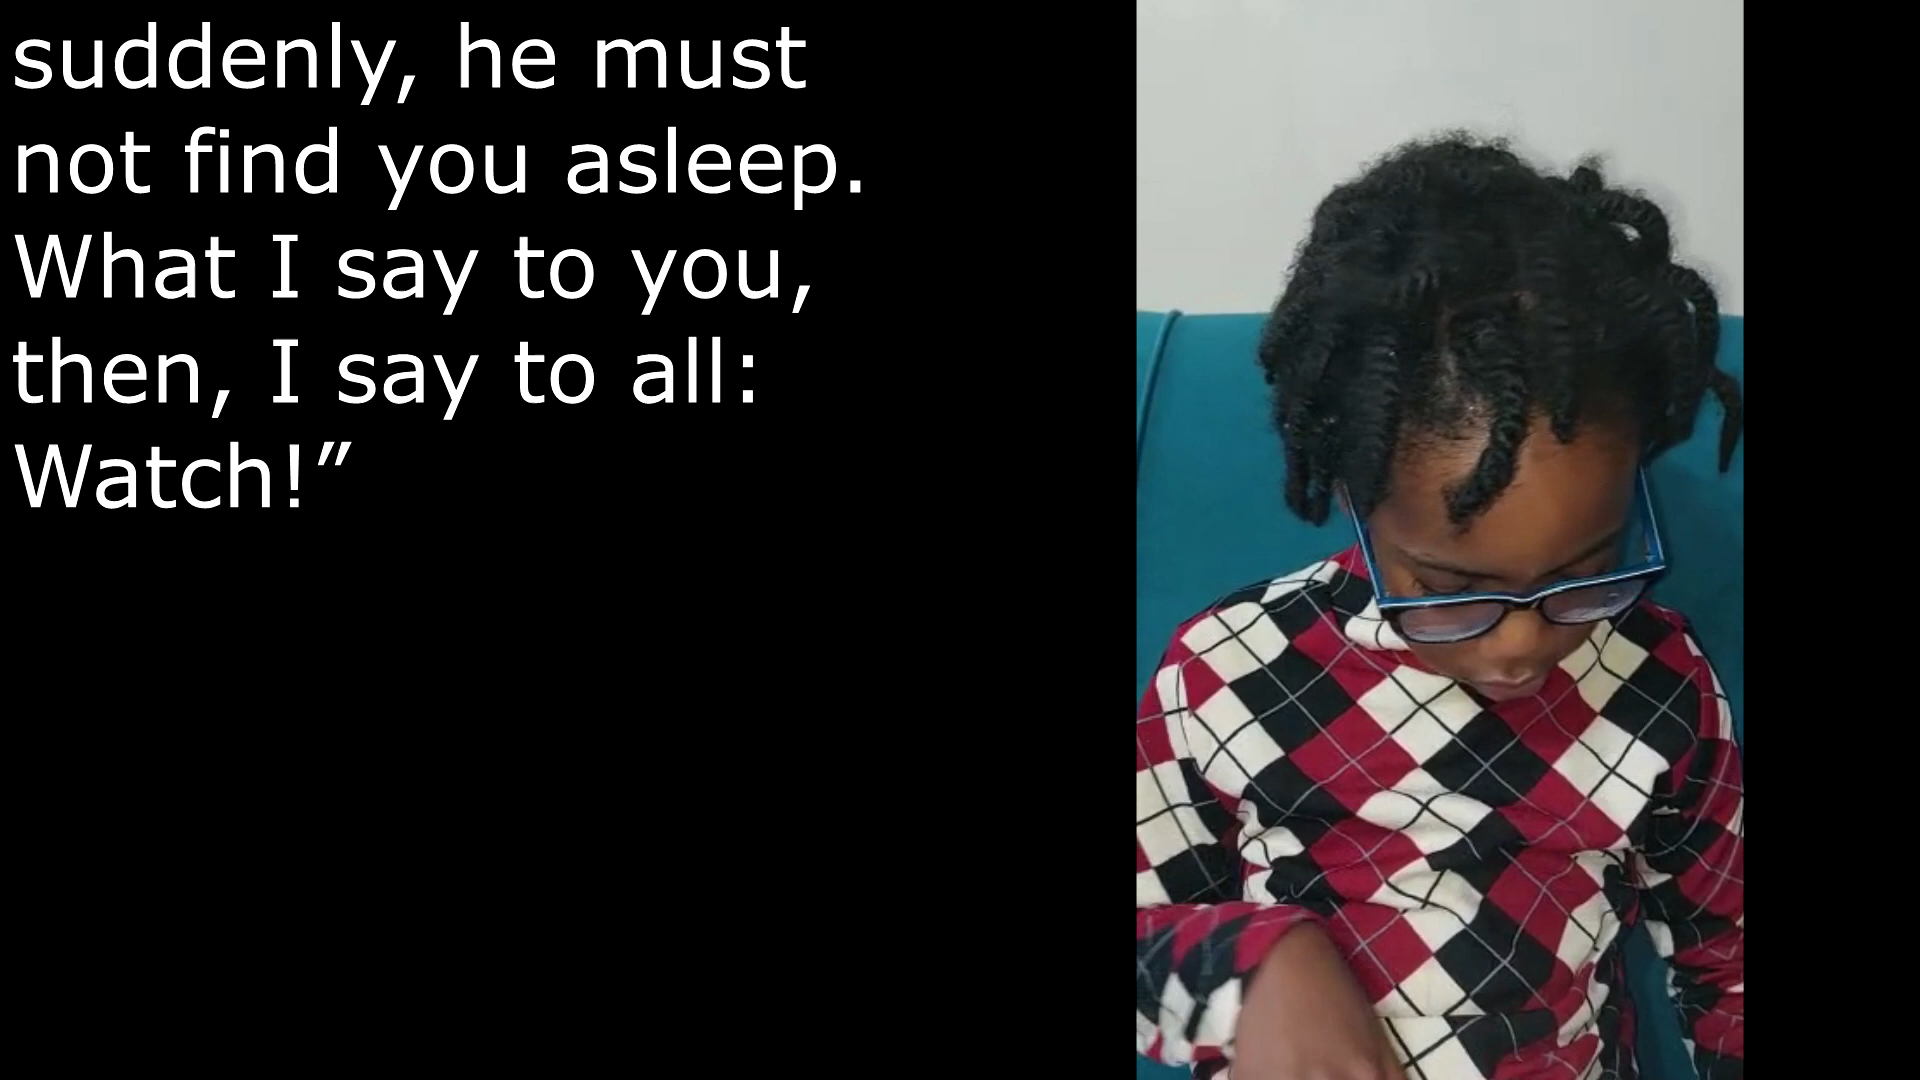 suddenly, he must
not find you asleep.
What I say to you,
then, I say to all:
Watch!”